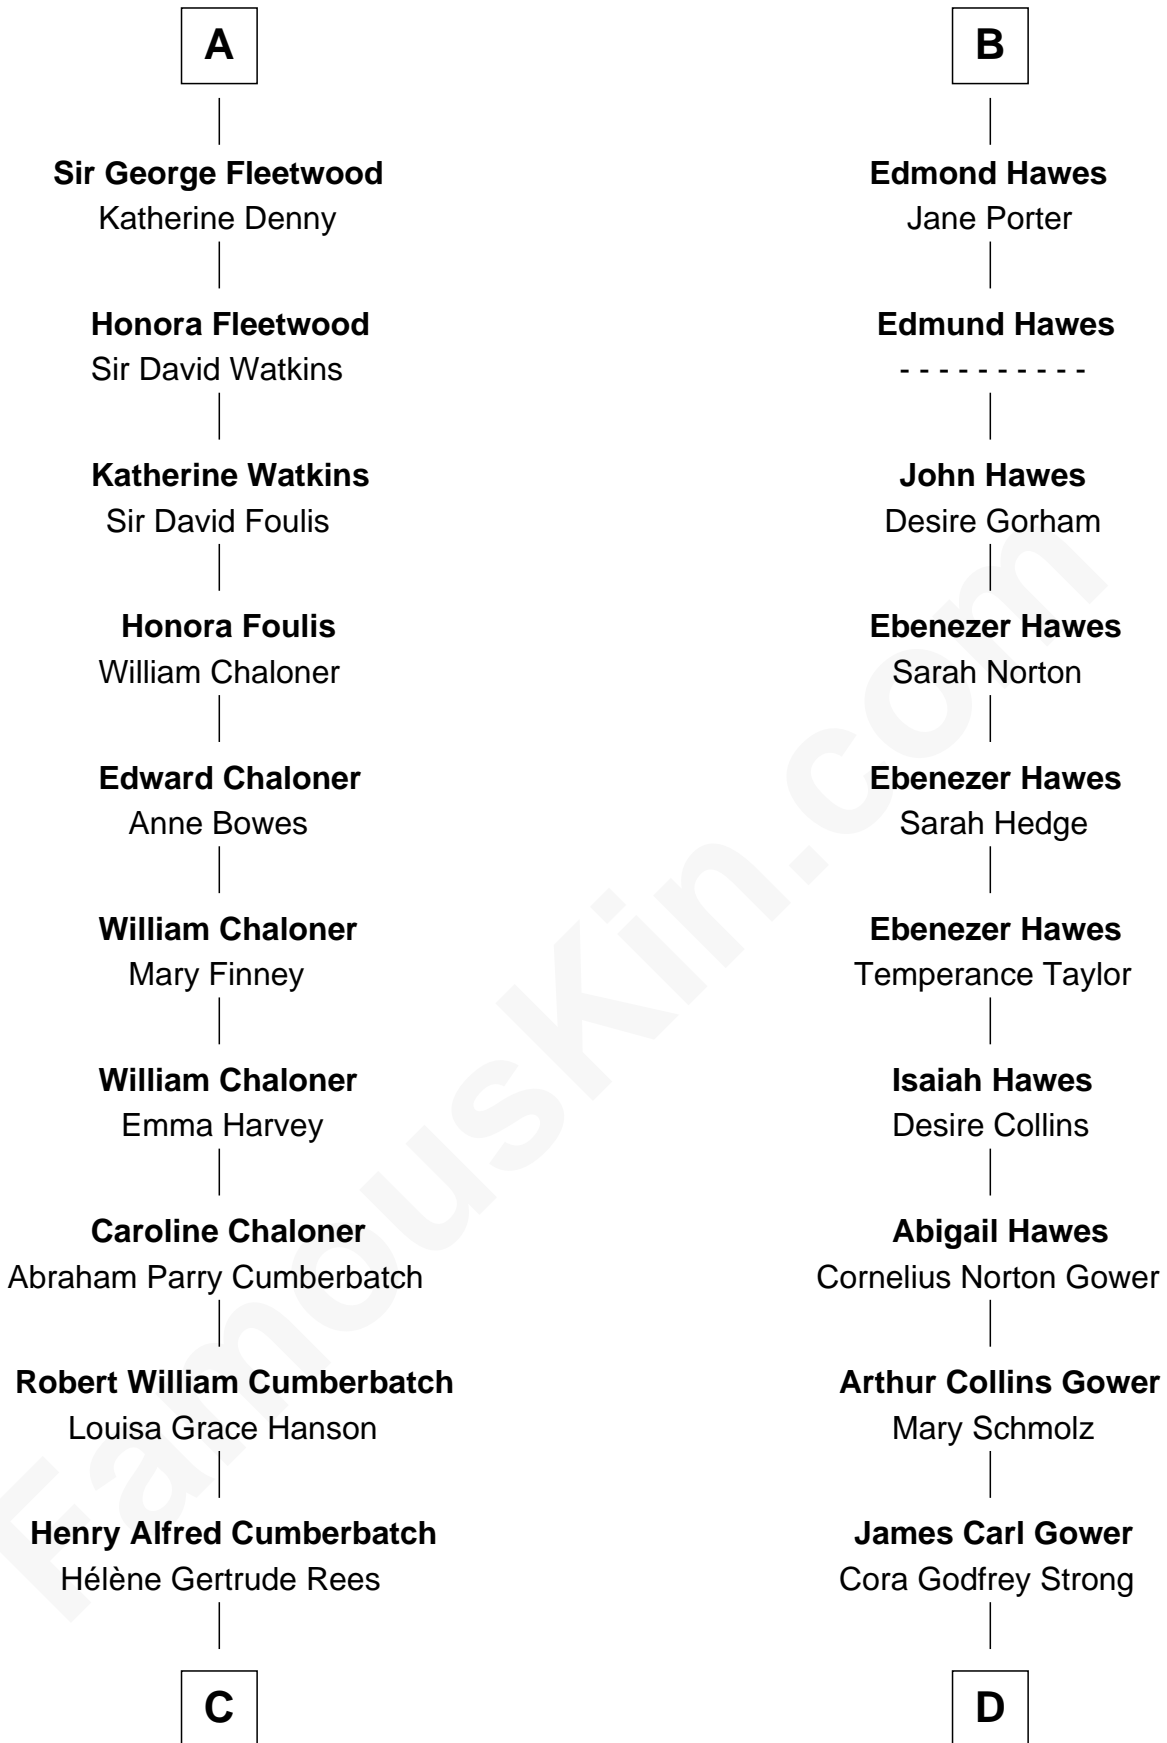 A
Sir George Fleetwood
Katherine Denny
Honora Fleetwood
Sir David Watkins
Katherine Watkins
Sir David Foulis
Honora Foulis
William Chaloner
Edward Chaloner
Anne Bowes
William Chaloner
Mary Finney
William Chaloner
Emma Harvey
Caroline Chaloner
Abraham Parry Cumberbatch
Robert William Cumberbatch
Louisa Grace Hanson
Henry Alfred Cumberbatch
Hélène Gertrude Rees
C
B
Edmond Hawes
Jane Porter
Edmund Hawes
- - - - - - - - - -
John Hawes
Desire Gorham
Ebenezer Hawes
Sarah Norton
Ebenezer Hawes
Sarah Hedge
Ebenezer Hawes
Temperance Taylor
Isaiah Hawes
Desire Collins
Abigail Hawes
Cornelius Norton Gower
Arthur Collins Gower
Mary Schmolz
James Carl Gower
Cora Godfrey Strong
D
FamousKin.com